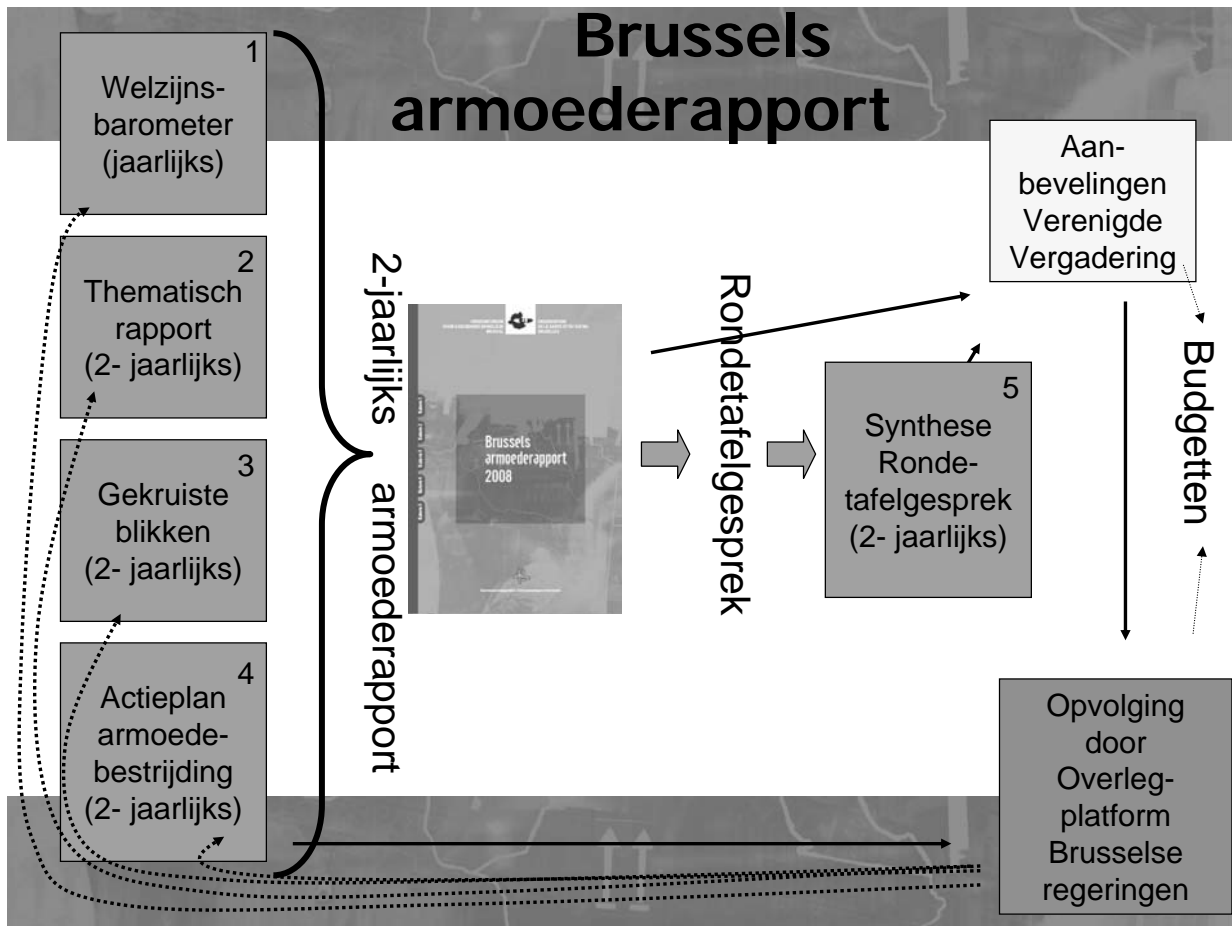 Brussels
armoederapport
1
Welzijns-
barometer
(jaarlijks)
2
Thematisch
rapport
(2- jaarlijks)
3
Gekruiste
blikken
(2- jaarlijks)
4
Actieplan
armoede-
bestrijding
(2- jaarlijks)
2-jaarlijks armoederapport
Brussels
armoederapport
2008
Rondetafelgesprek
5
Synthese
Ronde-
tafelgesprek
(2- jaarlijks)
Aan-
bevelingen
Verenigde
Vergadering
Budgetten
Opvolging
door
Overleg-
platform
Brusselse
regeringen